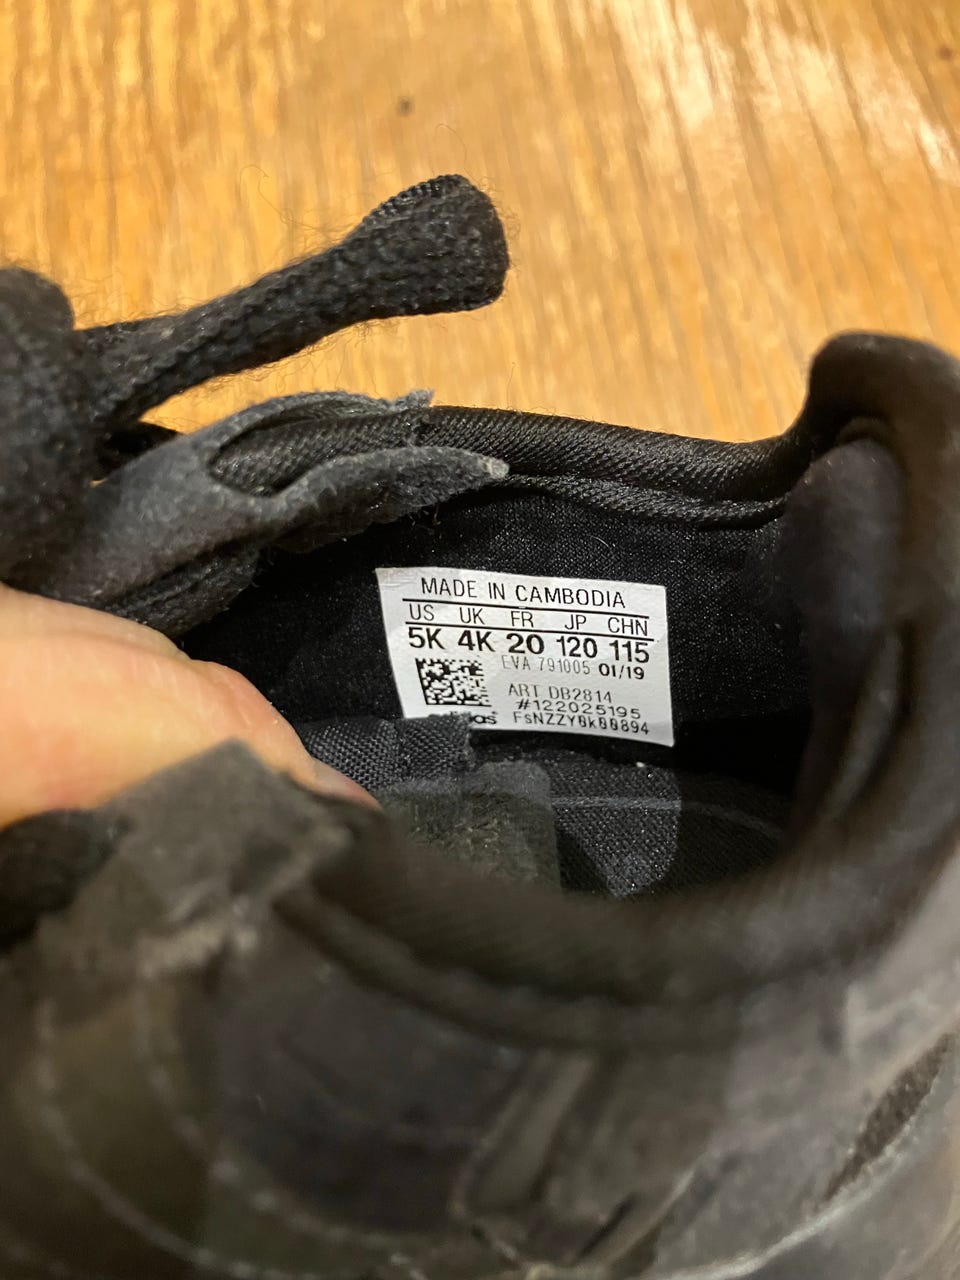 MADE IN CAMBODIA
US UK FR JP CHN
5K 4K 20 120 115
EVA 791005 01/19
ART DB2814
#122025195
FsNZZY0k00894